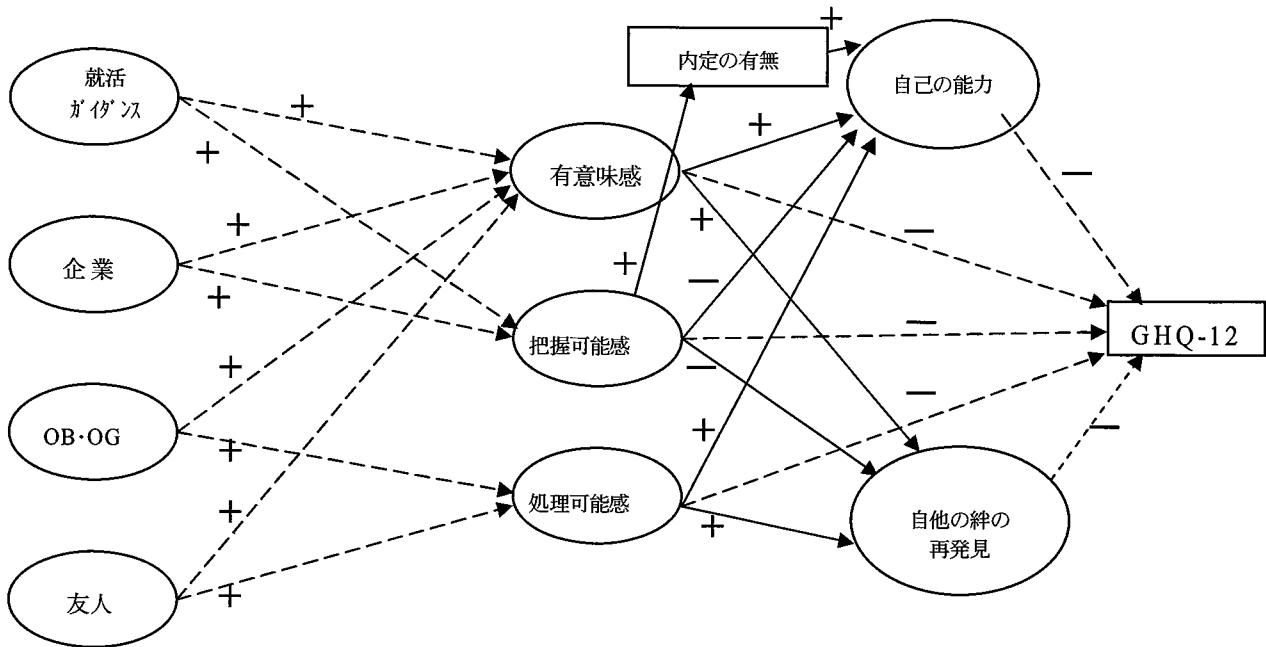 就活
ｶﾞｲﾀﾞﾝｽ
企業
OB･OG
友人
有意味感
把握可能感
処理可能感
内定の有無
自己の能力
自他の絆の
再発見
GHQ-12
+
+
+
+
+
+
+
+
+
+
+
+
+
+
−
−
−
−
−
−
−